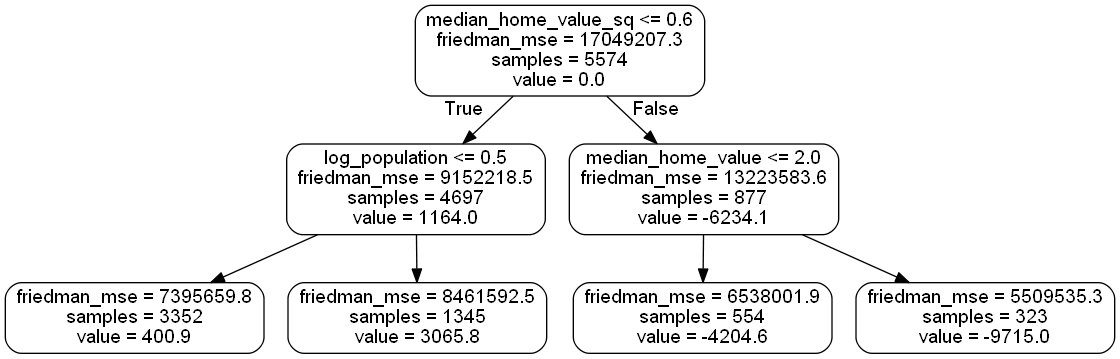 median_home_value_sq <= 0.6
friedman_mse = 17049207.3
samples = 5574
value = 0.0
True
False
log_population <= 0.5
friedman_mse = 9152218.5
samples = 4697
value = 1164.0
median_home_value <= 2.0
friedman_mse = 13223583.6
samples = 877
value = -6234.1
friedman_mse = 7395659.8
samples = 3352
value = 400.9
friedman_mse = 8461592.5
samples = 1345
value = 3065.8
friedman_mse = 6538001.9
samples = 554
value = -4204.6
friedman_mse = 5509535.3
samples = 323
value = -9715.0